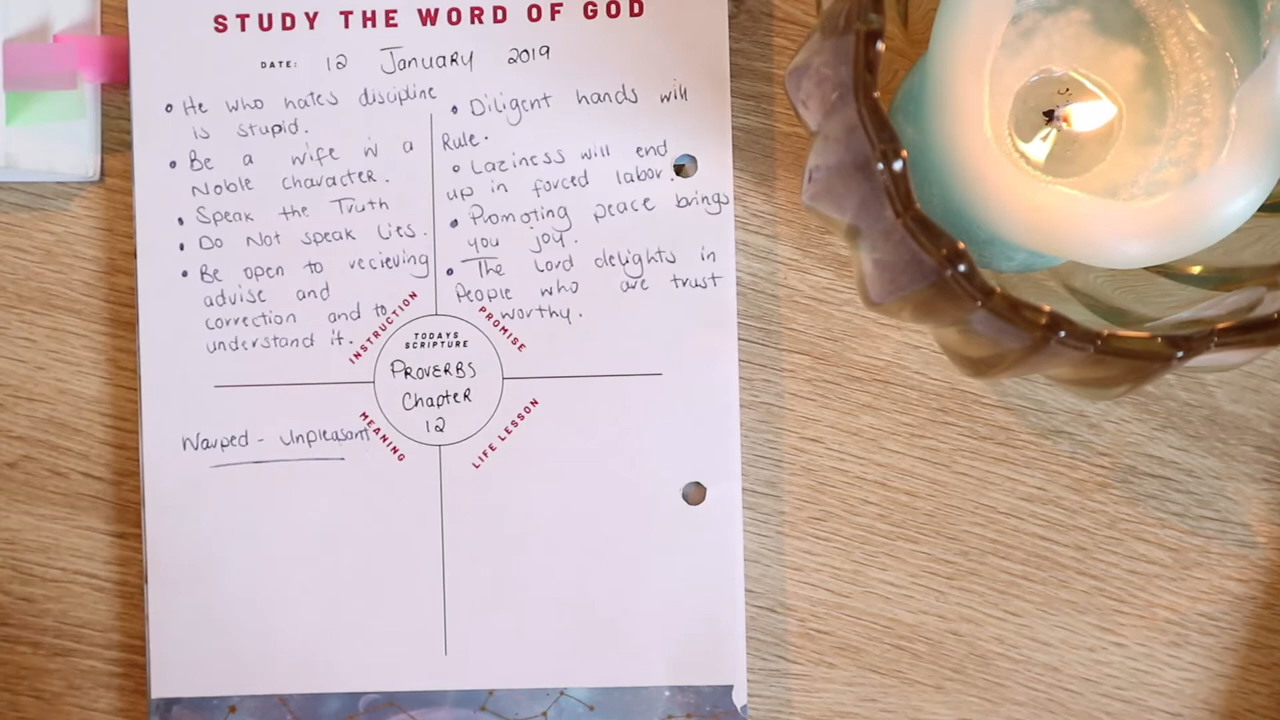 STUDY THE WORD OF GOD
DATE: 12 January 2019
• He who hates discipline
is stupid.
• Be a wife in a
Noble character.
• Speak the Truth
• Do Not speak Lies.
• Be open to recieving
advise and
correction and to
understand it.
INSTRUCTION
• Diligent hands will
Rule.
• Laziness will end
up in forced labor.
• Promoting peace brings
you joy.
• The Lord delights in
People who are trust
worthy.
PROMISE
TODAYS
SCRIPTURE
PROVERBS
Chapter
12
MEANING
Warped - Unpleasant
LIFE LESSON